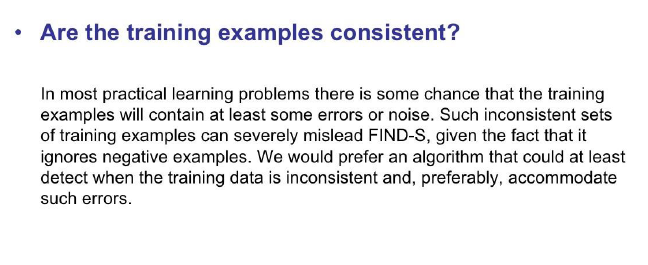 • Are the training examples consistent?
In most practical learning problems there is some chance that the training
examples will contain at least some errors or noise. Such inconsistent sets
of training examples can severely mislead FIND-S, given the fact that it
ignores negative examples. We would prefer an algorithm that could at least
detect when the training data is inconsistent and, preferably, accommodate
such errors.